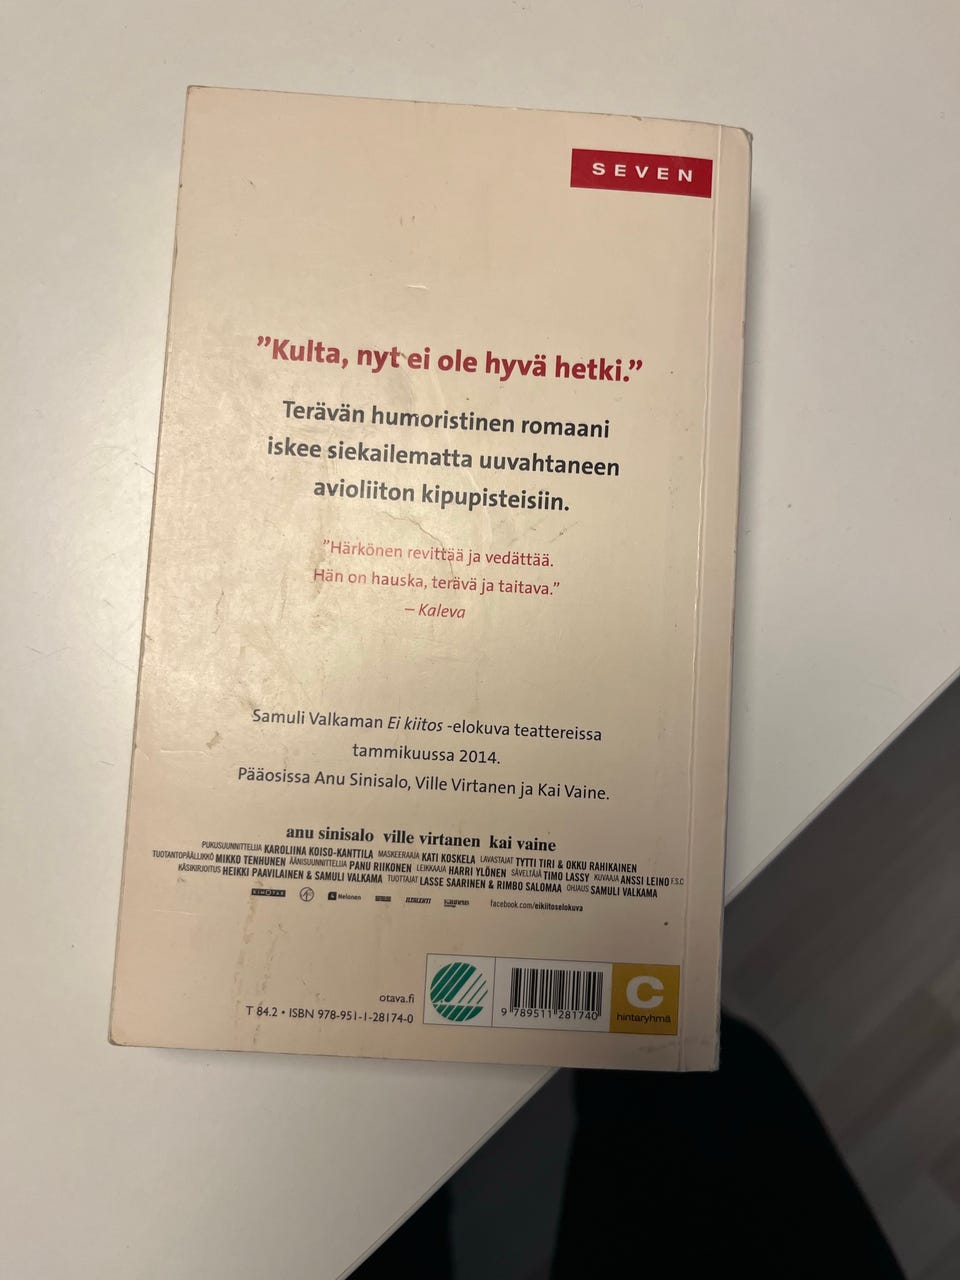 SEVEN
”Kulta, nyt ei ole hyvä hetki.”
Terävän humoristinen romaani
iskee siekailematta uuvahtaneen
avioliiton kipupisteisiin.
”Härkönen revittää ja vedättää.
Hän on hauska, terävä ja taitava.”
– Kaleva
Samuli Valkaman Ei kiitos -elokuva teattereissa
tammikuussa 2014.
Pääosissa Anu Sinisalo, Ville Virtanen ja Kai Vaine.
anu sinisalo ville virtanen kai vaine
PUKUSUUNNITTELIJA KAROLIINA KOISO-KANTTILA MASKEERAAJA KATI KOSKELA LAVASTAJAT TYTTI TIRI & OKKU RAHIKAINEN
TUOTANTOPÄÄLLIKKÖ MIKKO TENHUNEN ÄÄNISUUNNITTELIJA PANU RIIKONEN LEIKKAAJA HARRI YLÖNEN SÄVELTÄJÄ TIMO LASSY KUVAAJA ANSSI LEINO F.S.C
KÄSIKIRJOITUS HEIKKI PAAVILAINEN & SAMULI VALKAMA TUOTTAJAT LASSE SAARINEN & RIMBO SALOMAA OHJAUS SAMULI VALKAMA
Nelonen facebook.com/eikiitoselokuva
otava.fi
T 84.2 • ISBN 978-951-1-28174-0
9 789511 281740
C
hintaryhmä